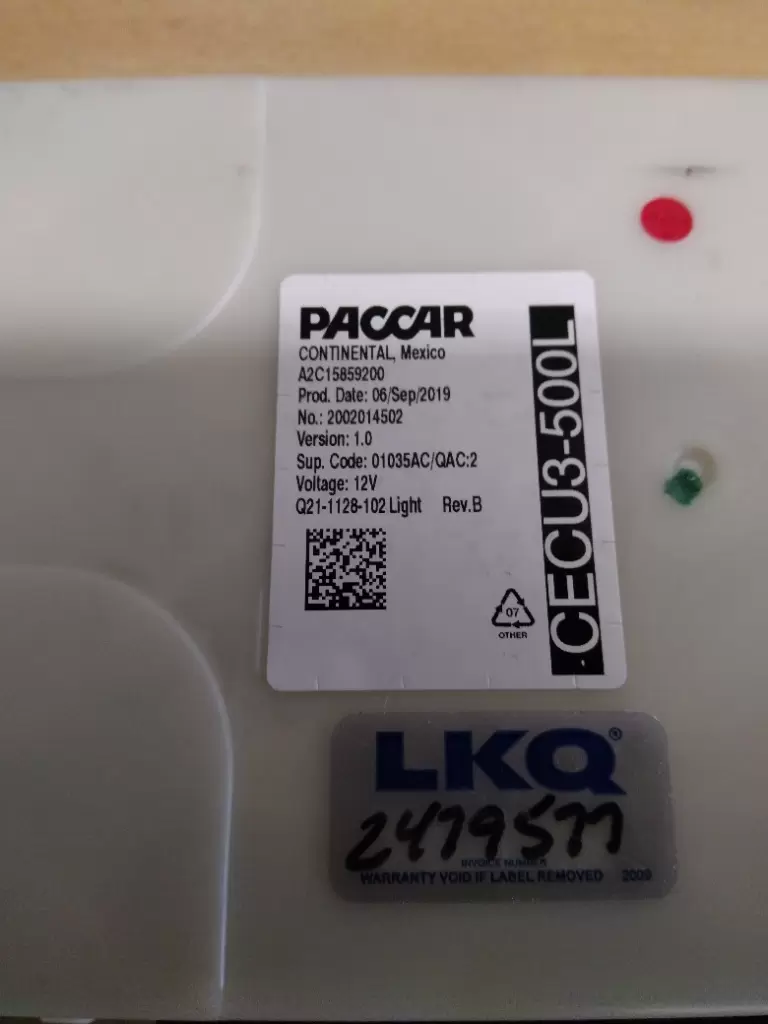 PACCAR
CONTINENTAL, Mexico
A2C15859200
Prod. Date: 06/Sep/2019
No.: 2002014502
Version: 1.0
Sup. Code: 01035AC/QAC:2
Voltage: 12V
Q21-1128-102 Light Rev.B
CECU3-500L
07
OTHER
LKQ®
2479577
INVOICE NUMBER
WARRANTY VOID IF LABEL REMOVED 2009